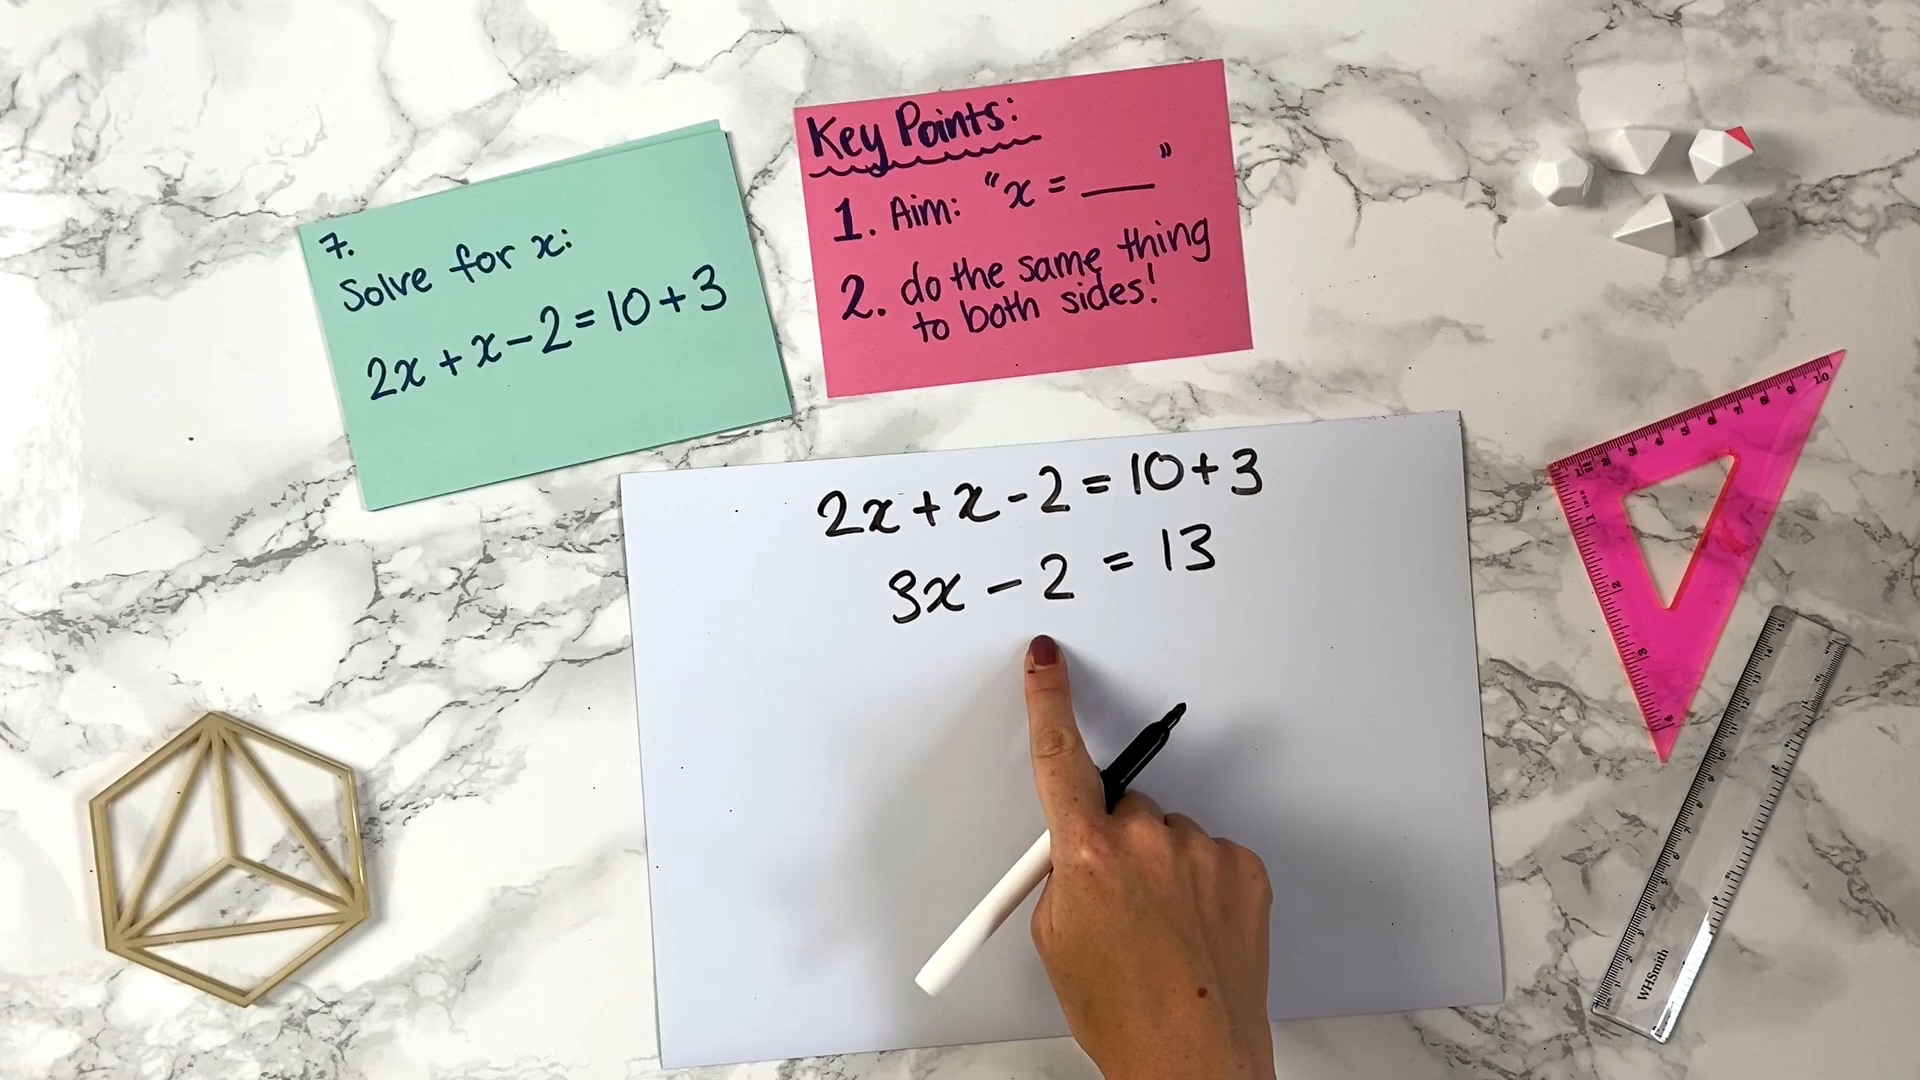 7.
Solve for x:
2x + x - 2 = 10 + 3
Key Points:
1. Aim: "x = ___"
2. do the same thing
to both sides!
2x + x - 2 = 10 + 3
3x - 2 = 13
WHSmith